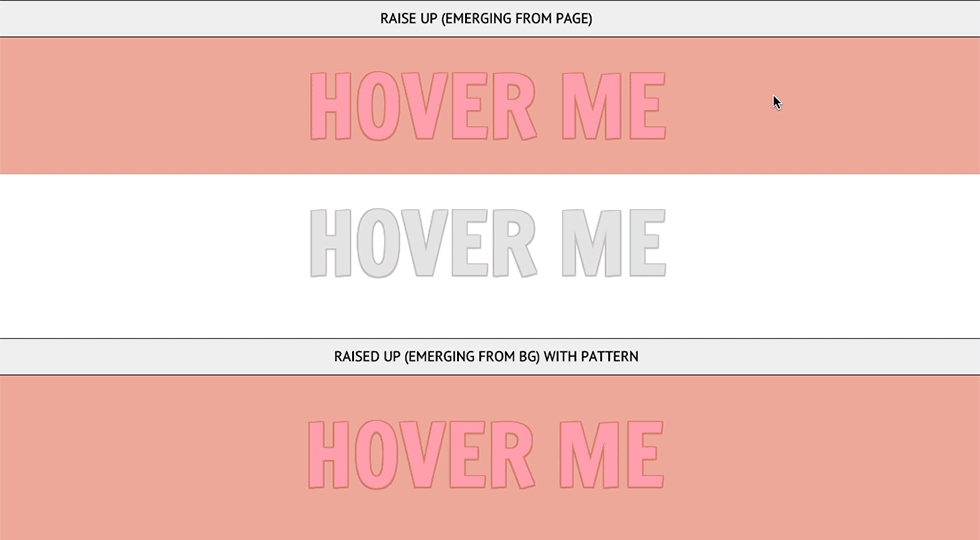 RAISE UP (EMERGING FROM PAGE)
HOVER ME
HOVER ME
RAISED UP (EMERGING FROM BG) WITH PATTERN
HOVER ME